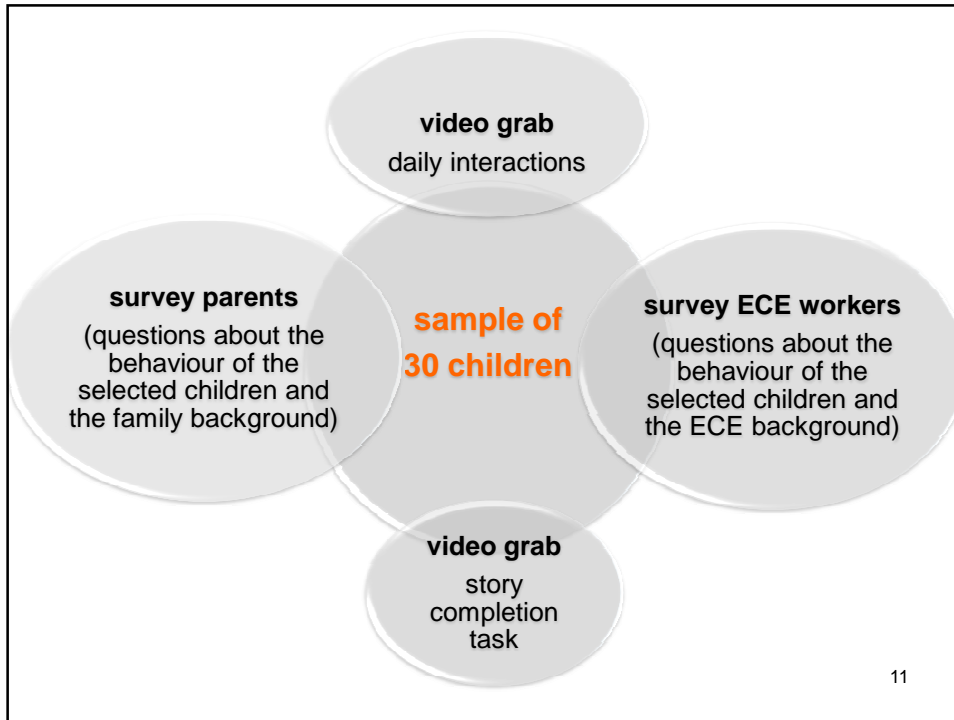 video grab
daily interactions
survey parents
(questions about the
behaviour of the
selected children and
the family background)
sample of
30 children
survey ECE workers
(questions about the
behaviour of the
selected children and
the ECE background)
video grab
story
completion
task
11